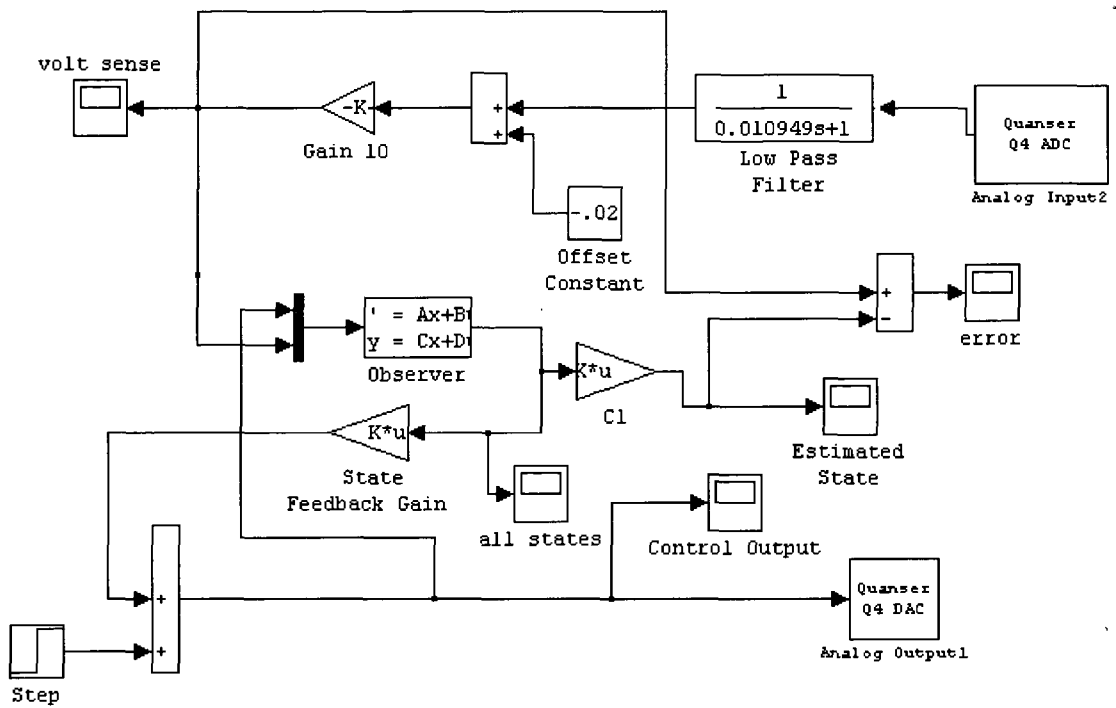 volt sense
-K-
Gain 10
+
+
1
0.010949s+1
Low Pass
Filter
Quanser
Q4 ADC
Analog Input2
-.02
Offset
Constant
+
-
error
' = Ax+Bu
y = Cx+Du
Observer
K*u
C1
Estimated
State
K*u
State
Feedback Gain
all states
Control Output
+
+
Step
Quanser
Q4 DAC
Analog Output1